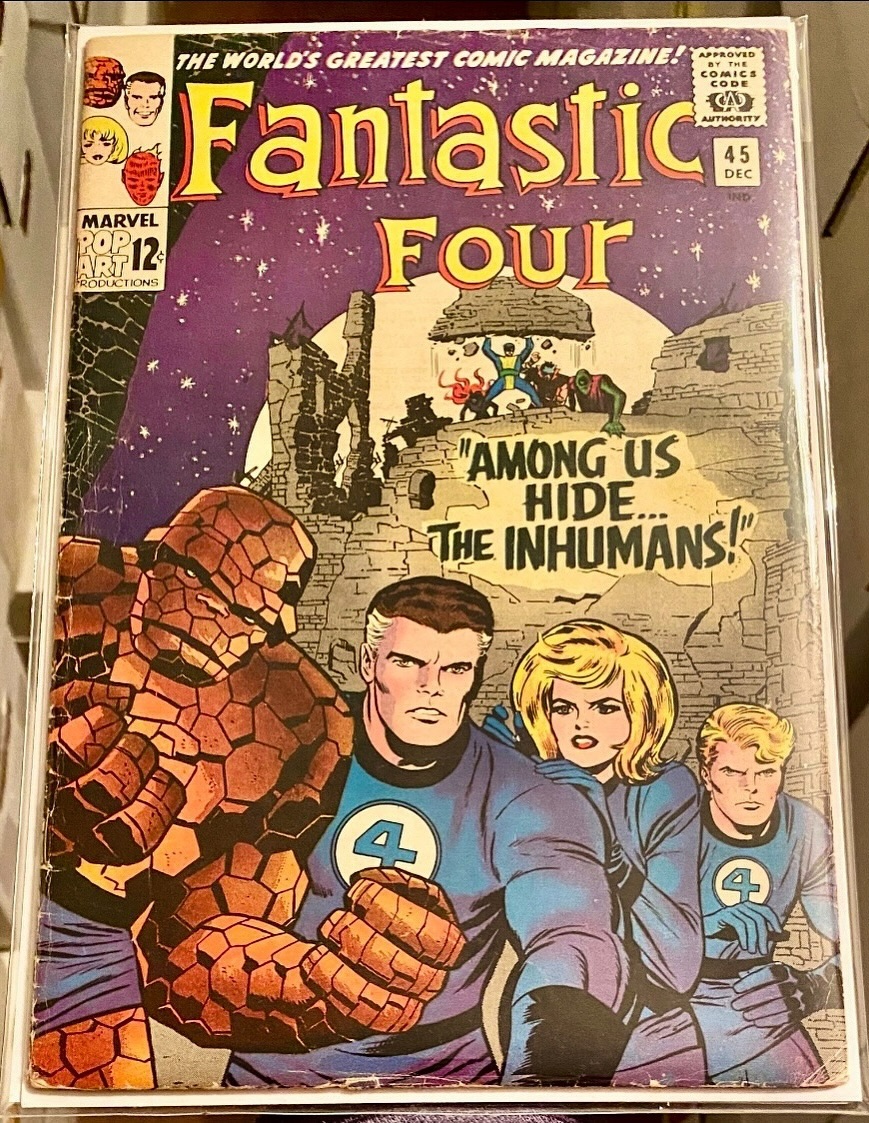 THE WORLD'S GREATEST COMIC MAGAZINE!
APPROVED
BY THE
COMICS
CODE
CA
AUTHORITY
Fantastic
Four
45
DEC
IND.
MARVEL
POP
ART
12¢
RODUCTIONS
"AMONG US
HIDE...
THE INHUMANS!"
4
4